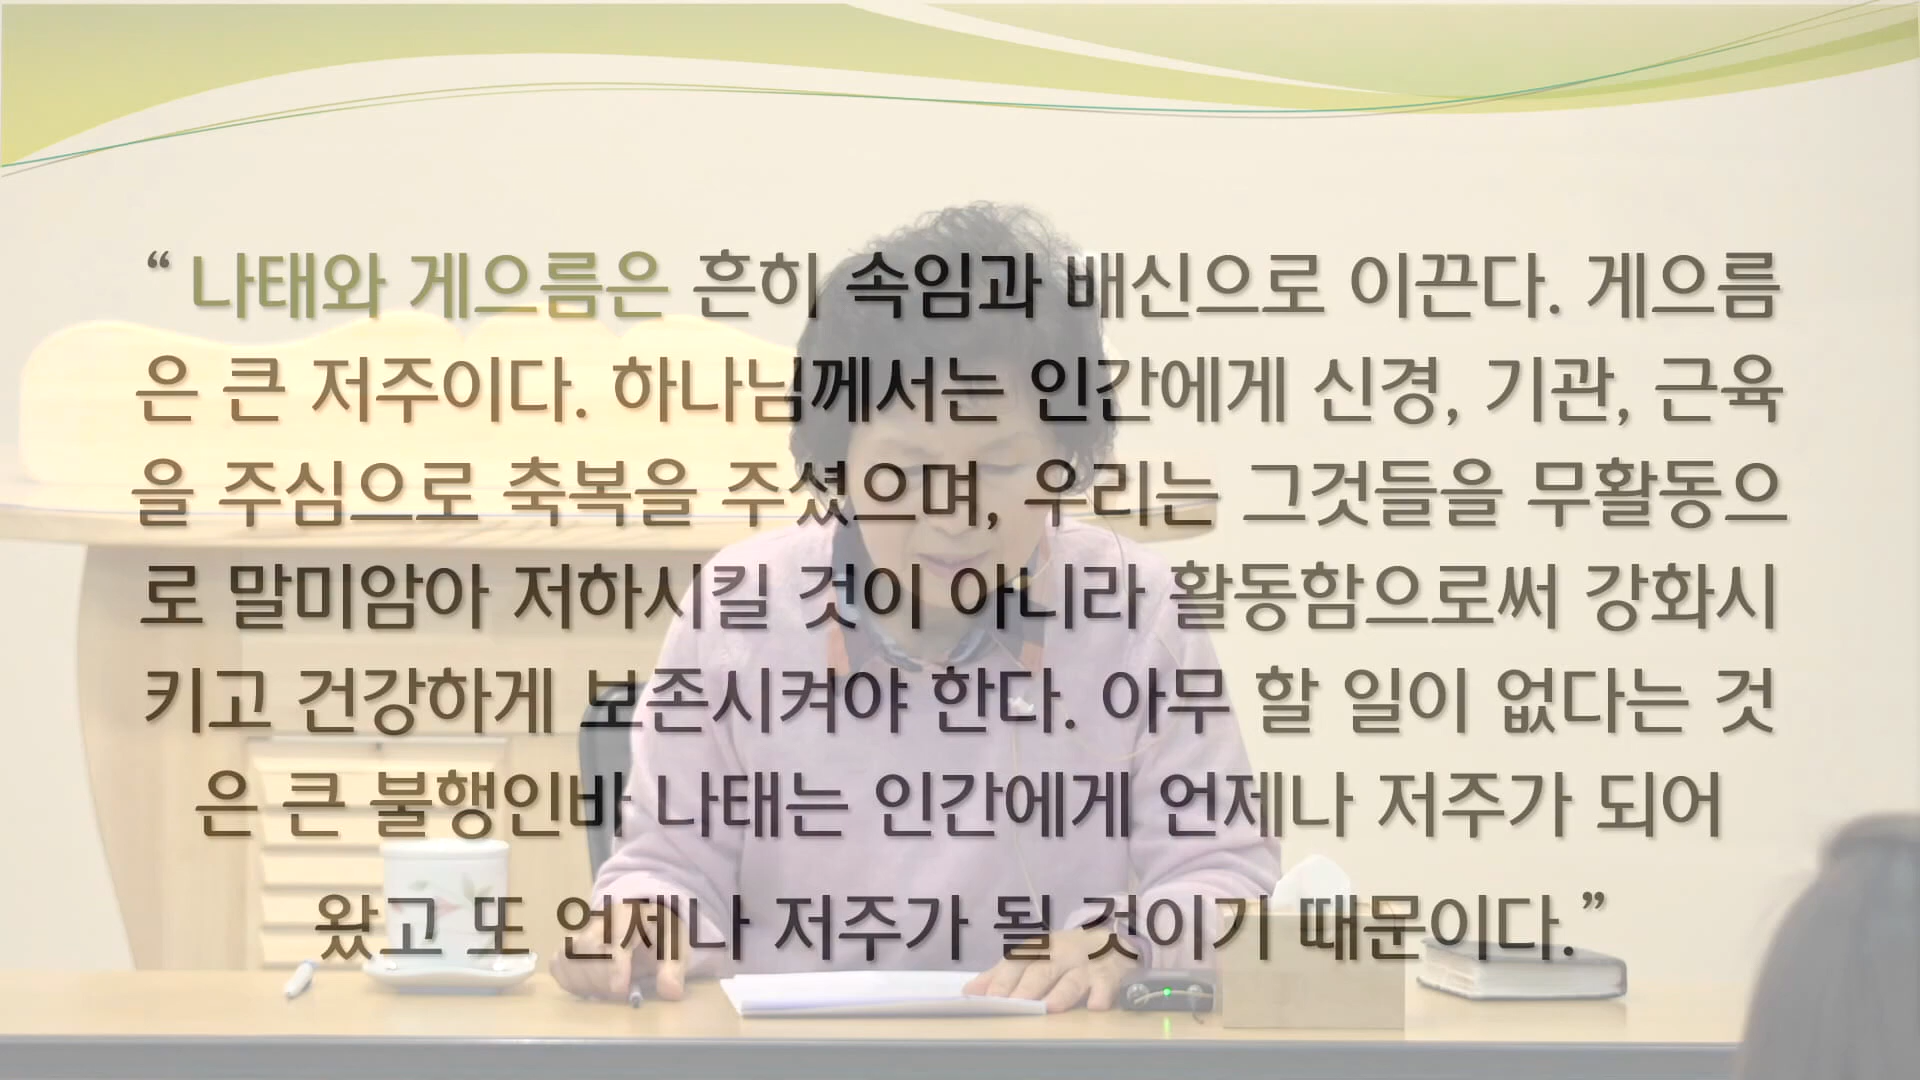 “ 나태와 게으름은 흔히 속임과 배신으로 이끈다. 게으름
은 큰 저주이다. 하나님께서는 인간에게 신경, 기관, 근육
을 주심으로 축복을 주셨으며, 우리는 그것들을 무활동으
로 말미암아 저하시킬 것이 아니라 활동함으로써 강화시
키고 건강하게 보존시켜야 한다. 아무 할 일이 없다는 것
은 큰 불행인바 나태는 인간에게 언제나 저주가 되어
왔고 또 언제나 저주가 될 것이기 때문이다.”